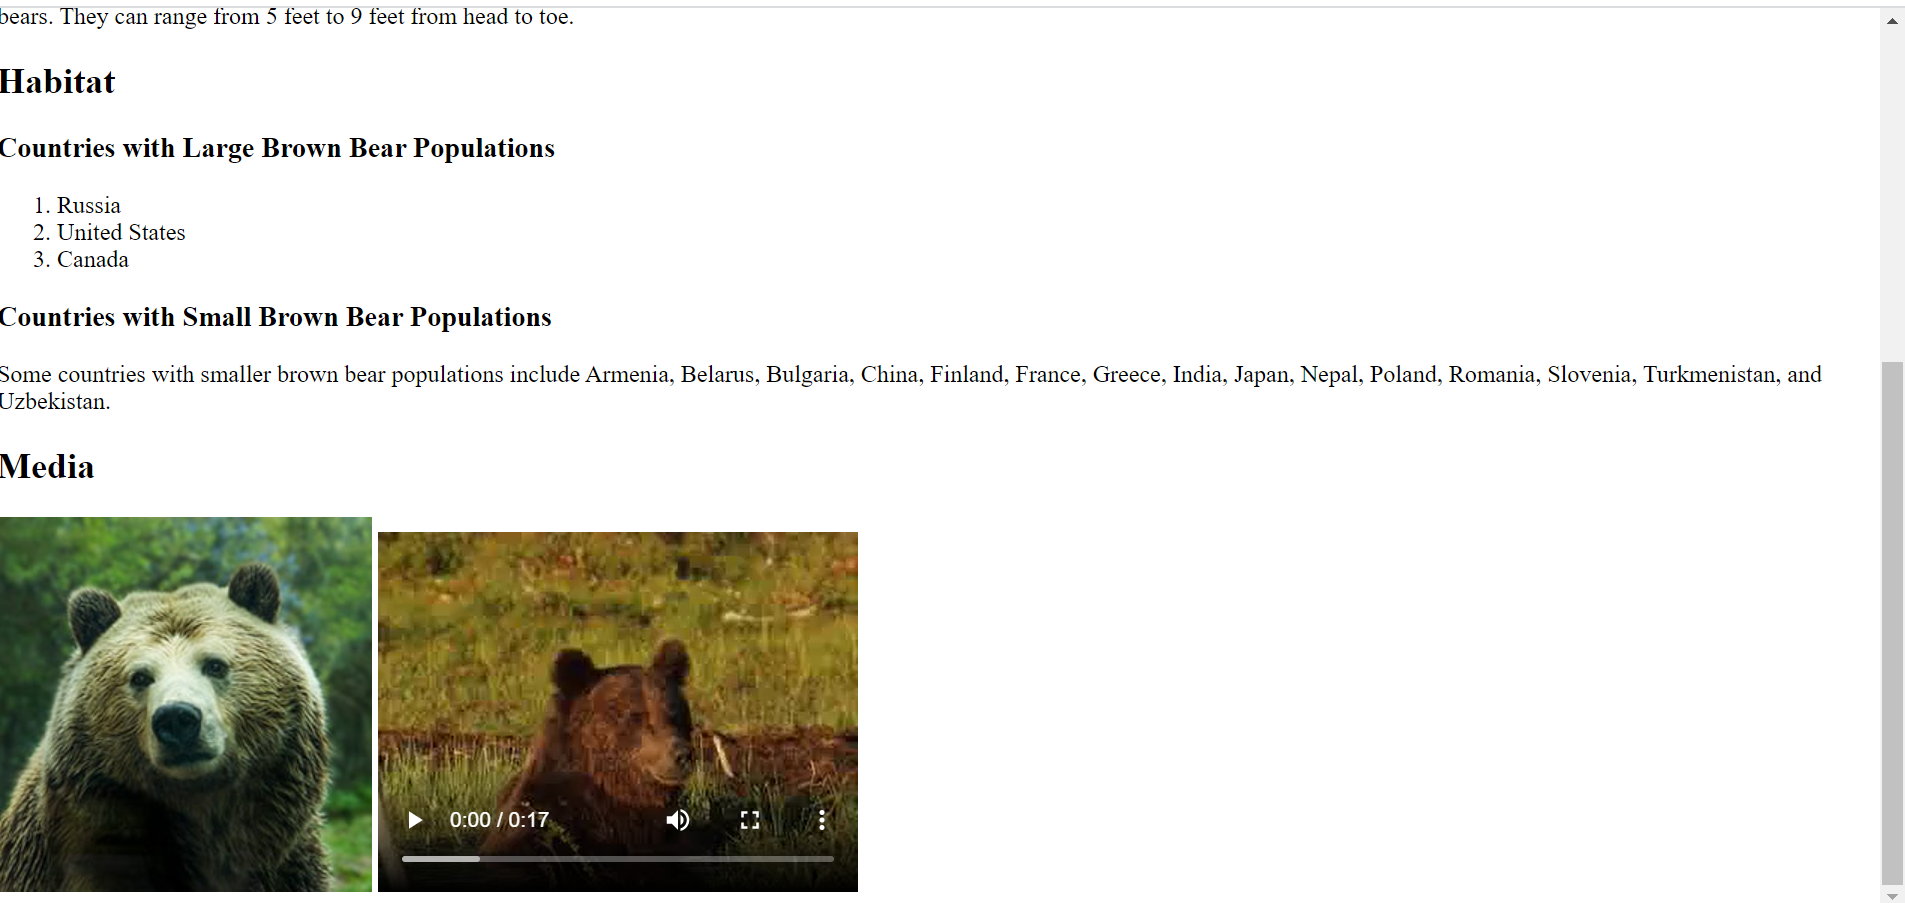 bears. They can range from 5 feet to 9 feet from head to toe.
Habitat
Countries with Large Brown Bear Populations
1. Russia
2. United States
3. Canada
Countries with Small Brown Bear Populations
Some countries with smaller brown bear populations include Armenia, Belarus, Bulgaria, China, Finland, France, Greece, India, Japan, Nepal, Poland, Romania, Slovenia, Turkmenistan, and
Uzbekistan.
Media
0:00 / 0:17